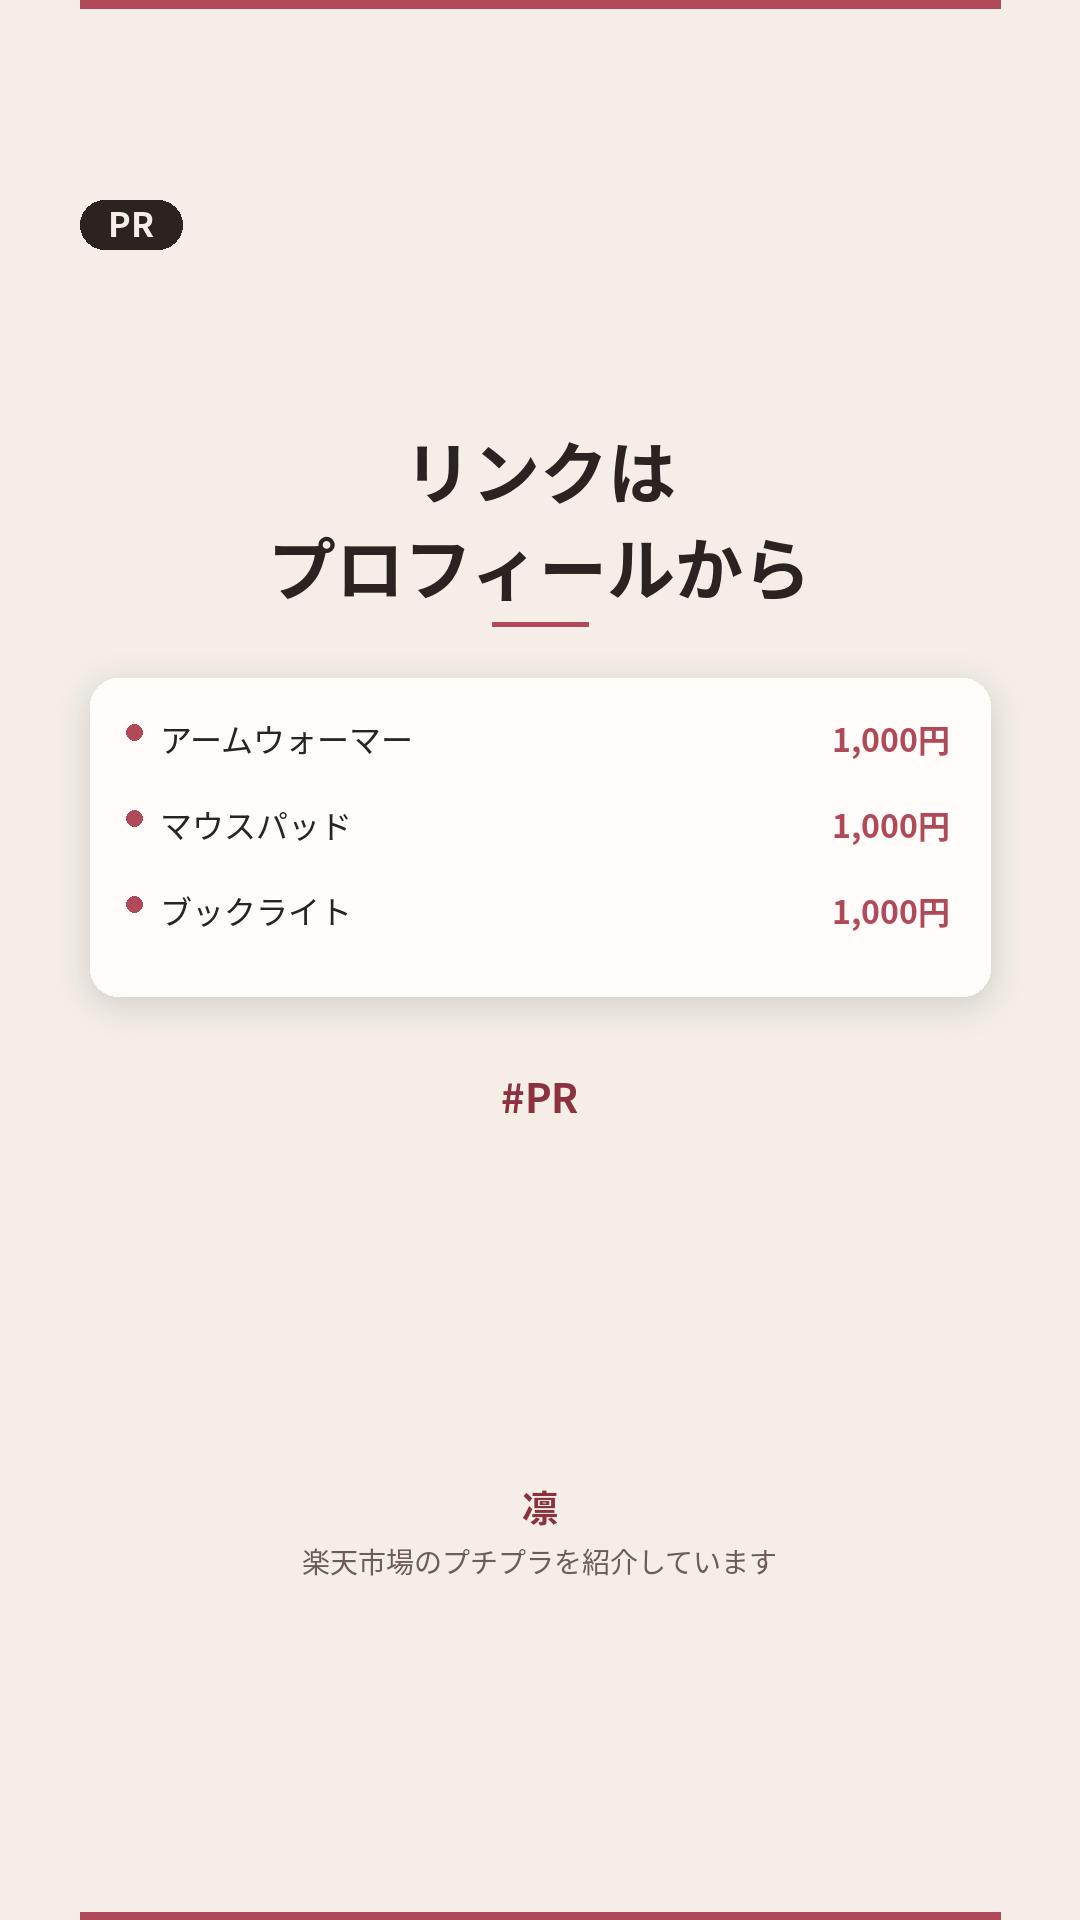 PR
リンクは
プロフィールから
アームウォーマー 1,000円
マウスパッド 1,000円
ブックライト 1,000円
#PR
凛
楽天市場のプチプラを紹介しています